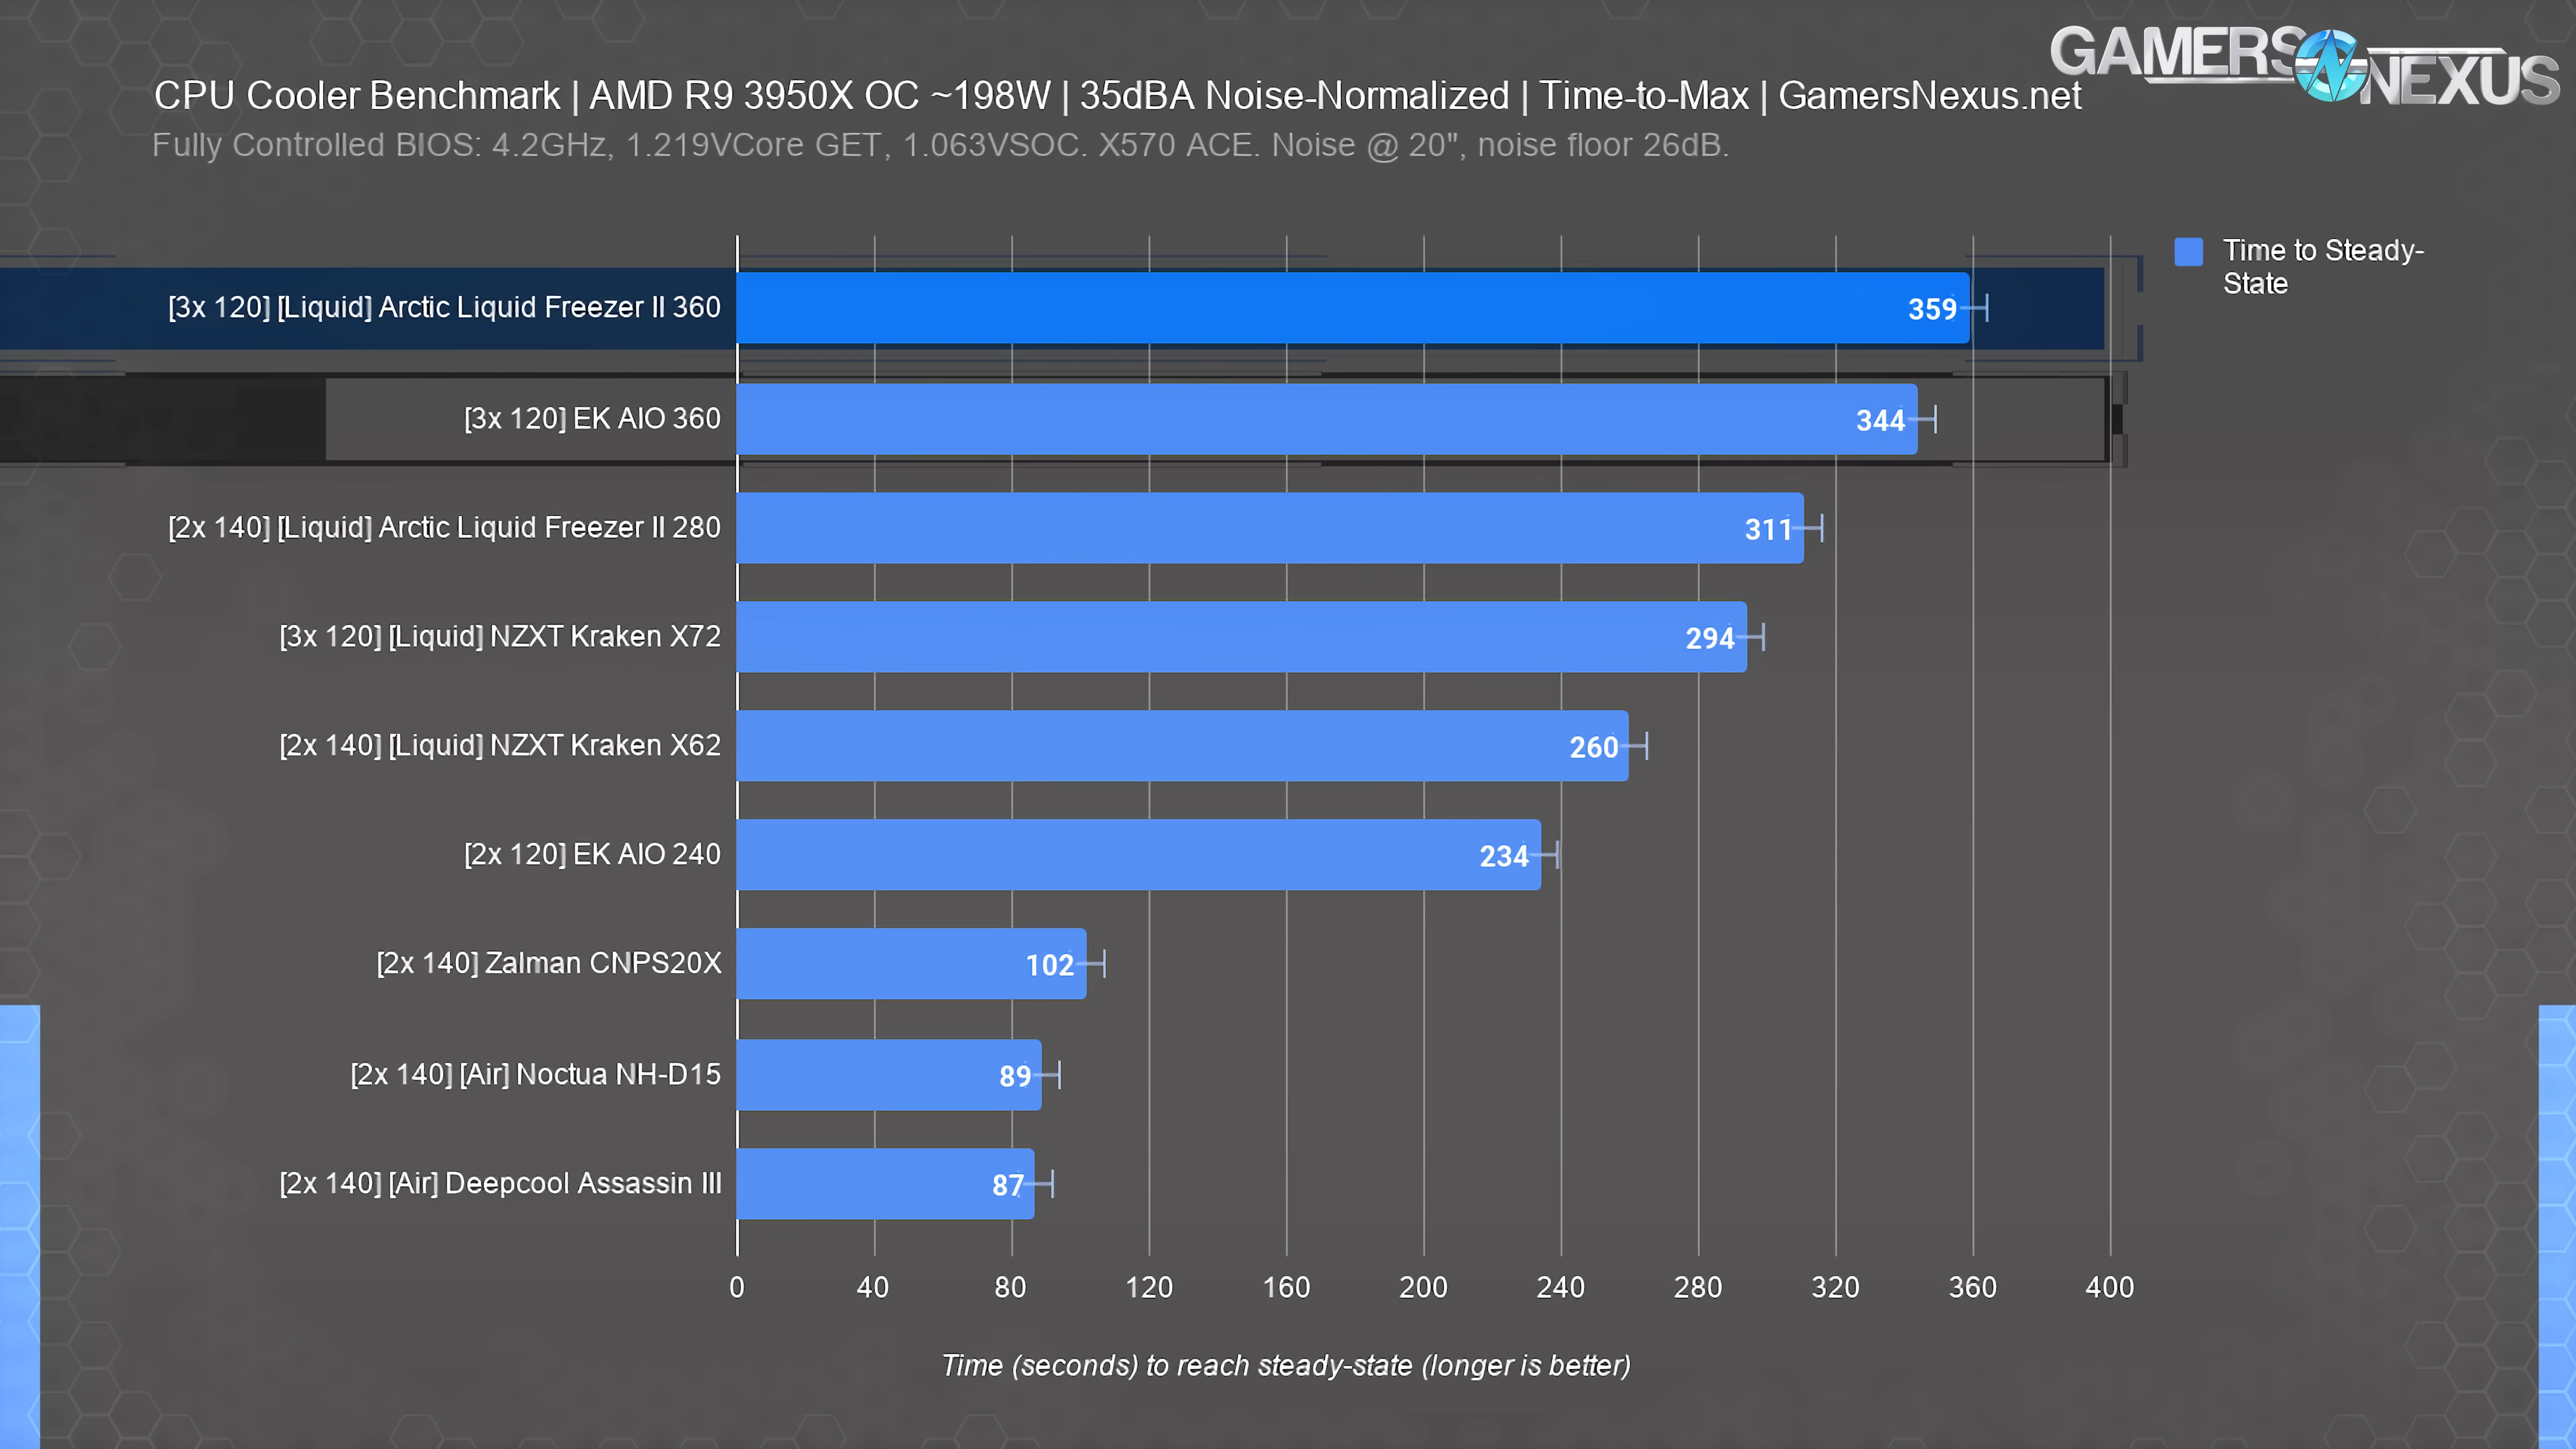 GAMERS NEXUS
CPU Cooler Benchmark | AMD R9 3950X OC ~198W | 35dBA Noise-Normalized | Time-to-Max | GamersNexus.net
Fully Controlled BIOS: 4.2GHz, 1.219VCore GET, 1.063VSOC. X570 ACE. Noise @ 20", noise floor 26dB.
Time to Steady-
State
[3x 120] [Liquid] Arctic Liquid Freezer II 360 359
[3x 120] EK AIO 360 344
[2x 140] [Liquid] Arctic Liquid Freezer II 280 311
[3x 120] [Liquid] NZXT Kraken X72 294
[2x 140] [Liquid] NZXT Kraken X62 260
[2x 120] EK AIO 240 234
[2x 140] Zalman CNPS20X 102
[2x 140] [Air] Noctua NH-D15 89
[2x 140] [Air] Deepcool Assassin III 87
0 40 80 120 160 200 240 280 320 360 400
Time (seconds) to reach steady-state (longer is better)